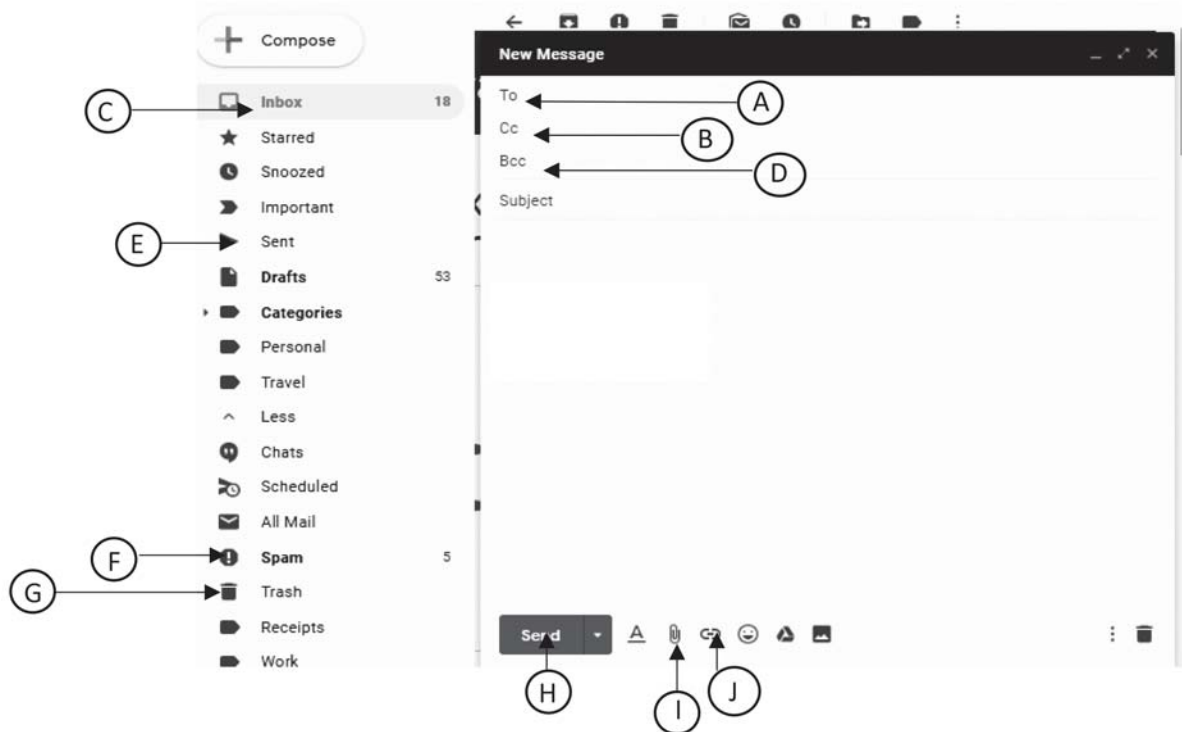 Compose
New Message
C
Inbox 18
To
A
Starred
Cc
B
Snoozed
Bcc
D
Important
Subject
E
Sent
Drafts 53
Categories
Personal
Travel
Less
Chats
Scheduled
All Mail
F
Spam 5
G
Trash
Receipts
Send
A
Work
H
I
J